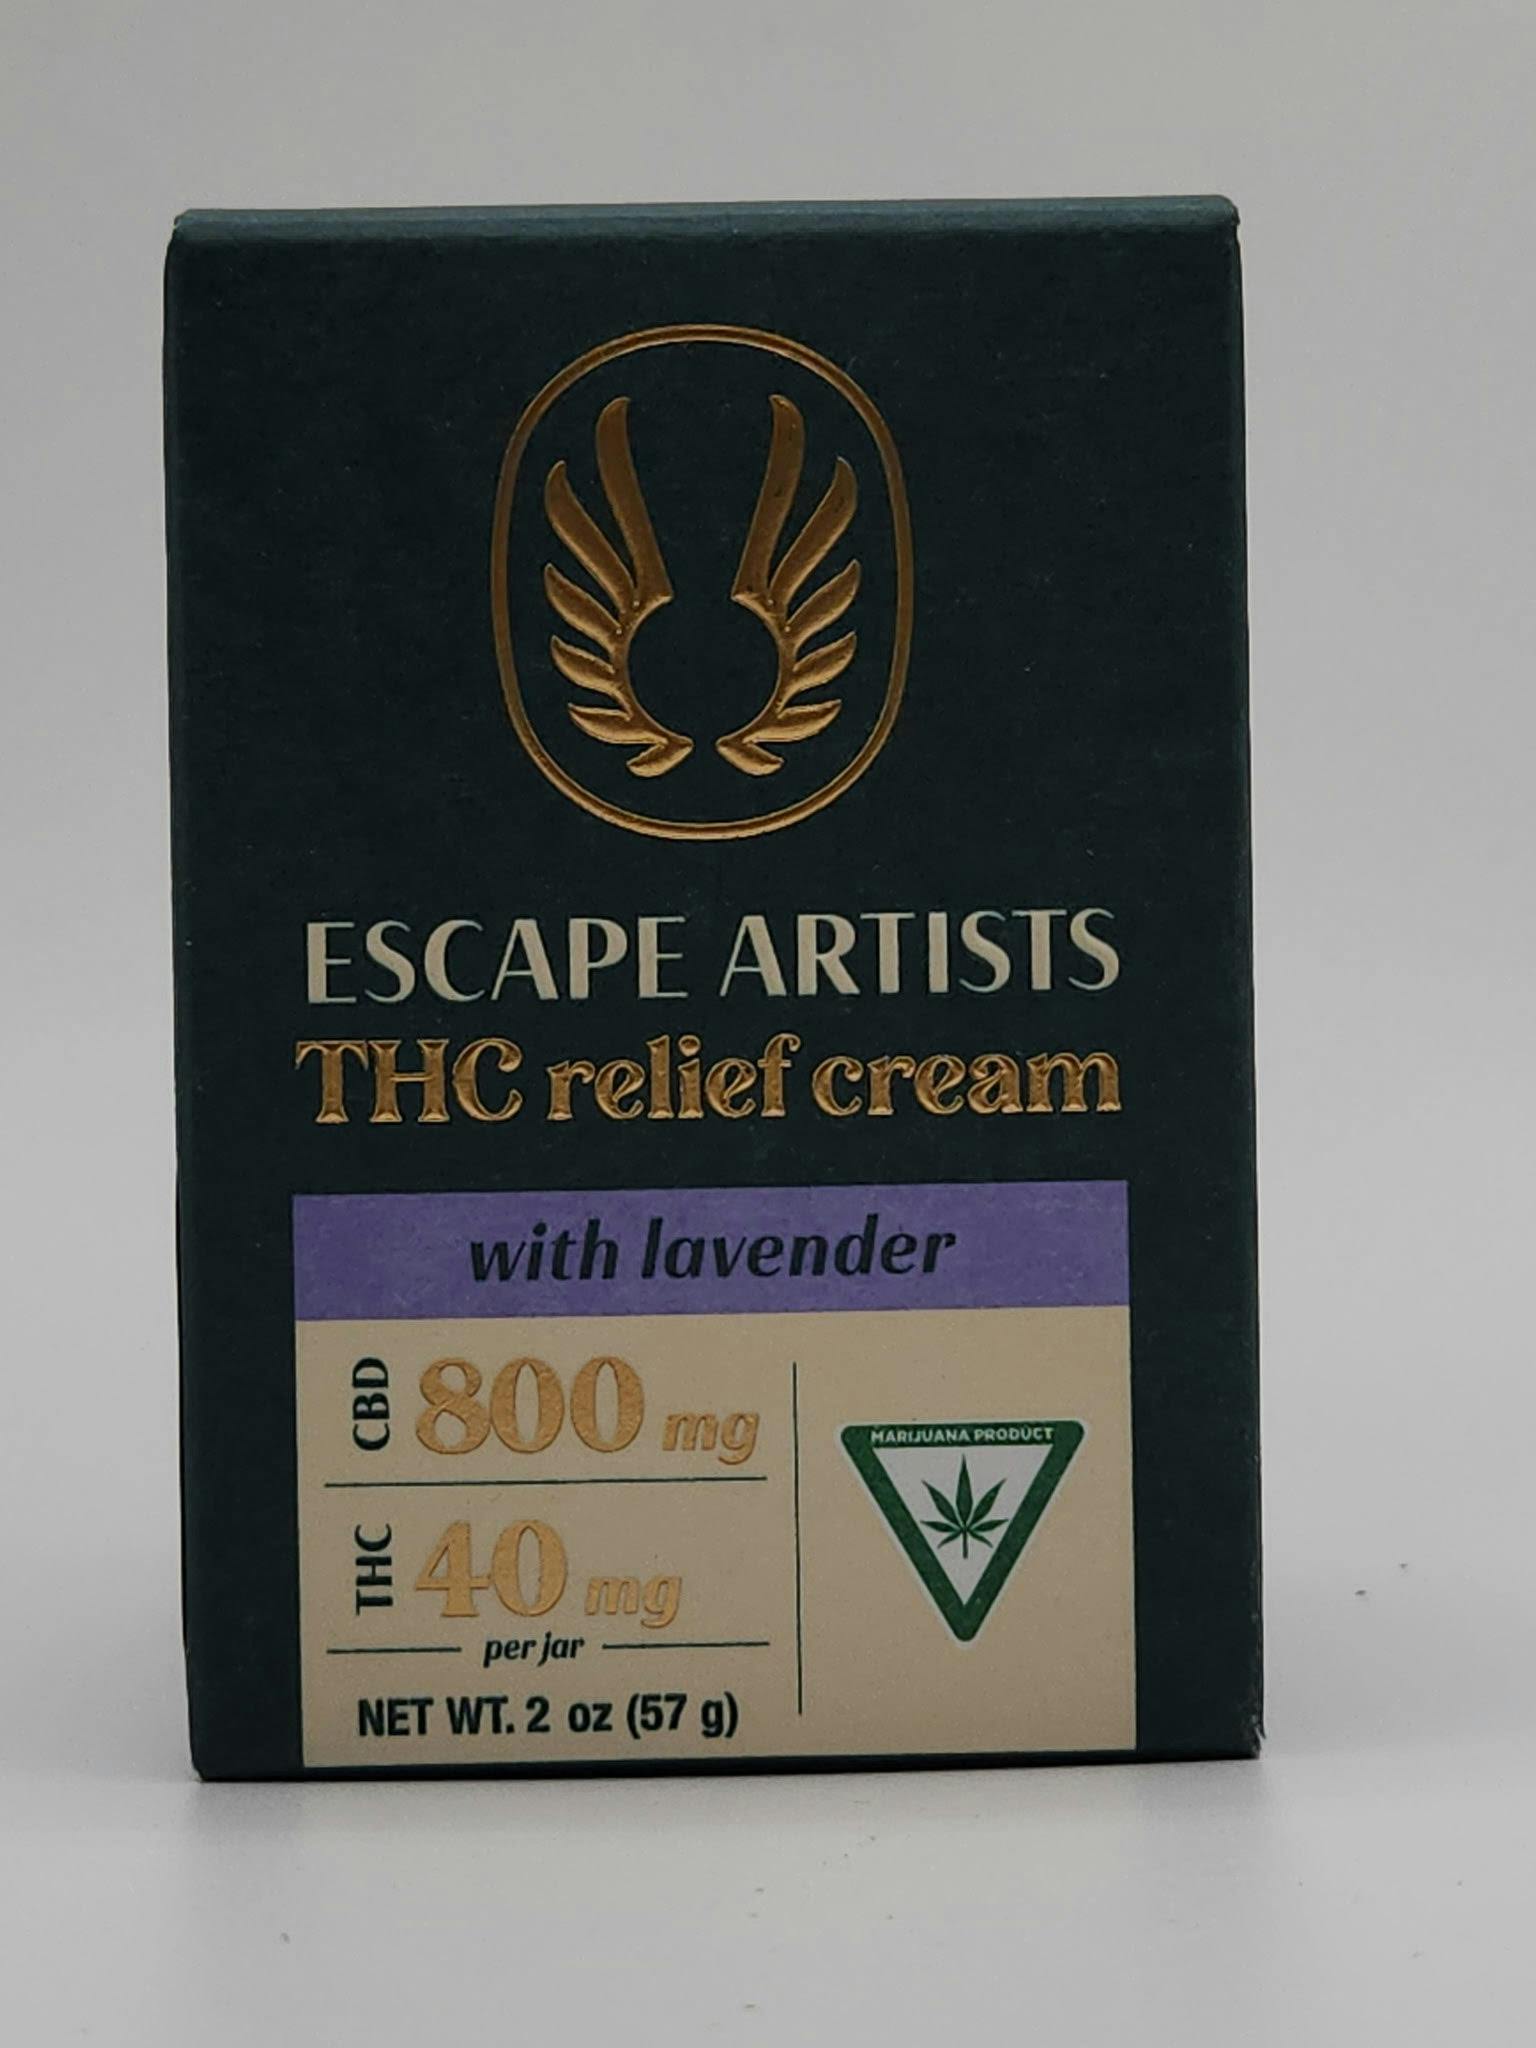 ESCAPE ARTISTS
THC relief cream
with lavender
CBD 800 mg
THC 40 mg
per jar
NET WT. 2 oz (57 g)
MARIJUANA PRODUCT